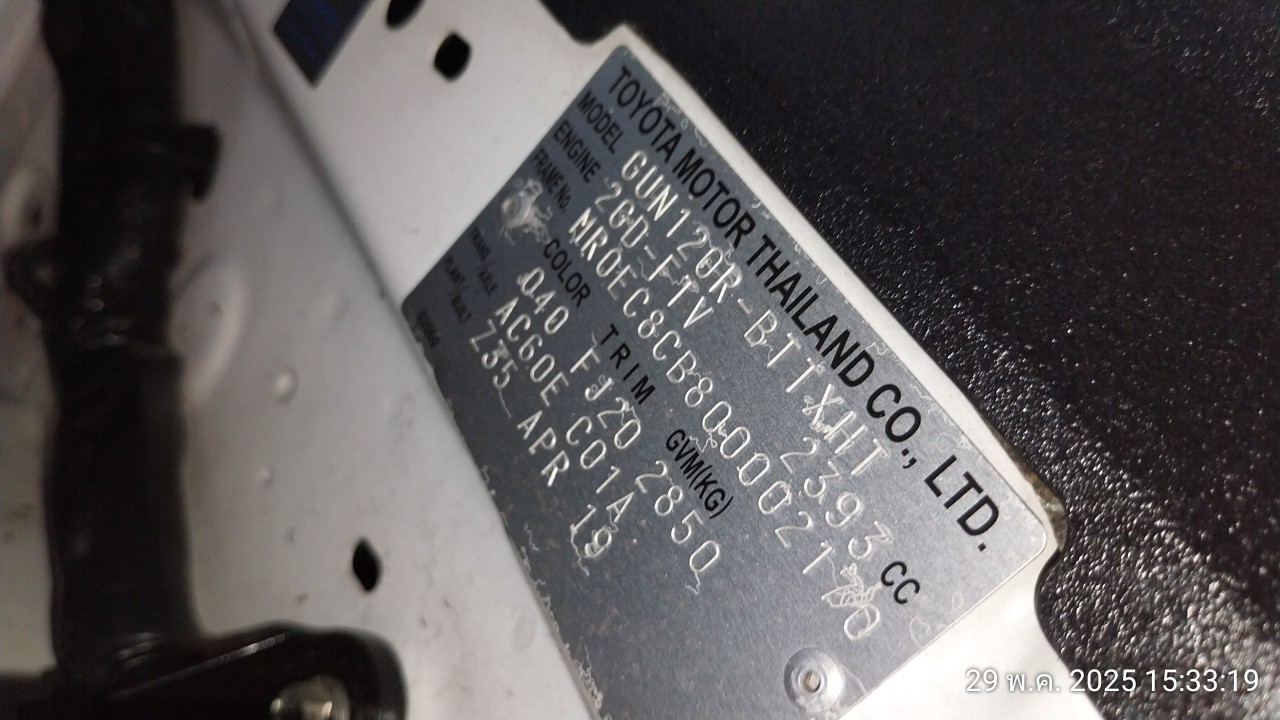 TOYOTA MOTOR THAILAND CO., LTD.
MODEL GUN120R-BTTXHT
ENGINE 2GD-FTV 2393 CC
FRAME No.
COLOR TRIM GVM(KG)
040 FJ20 2850
TRANS/AXLE AC60E C01A
PLANT/BUILT Z35 APR 19
29 พ.ค. 2025 15:33:19